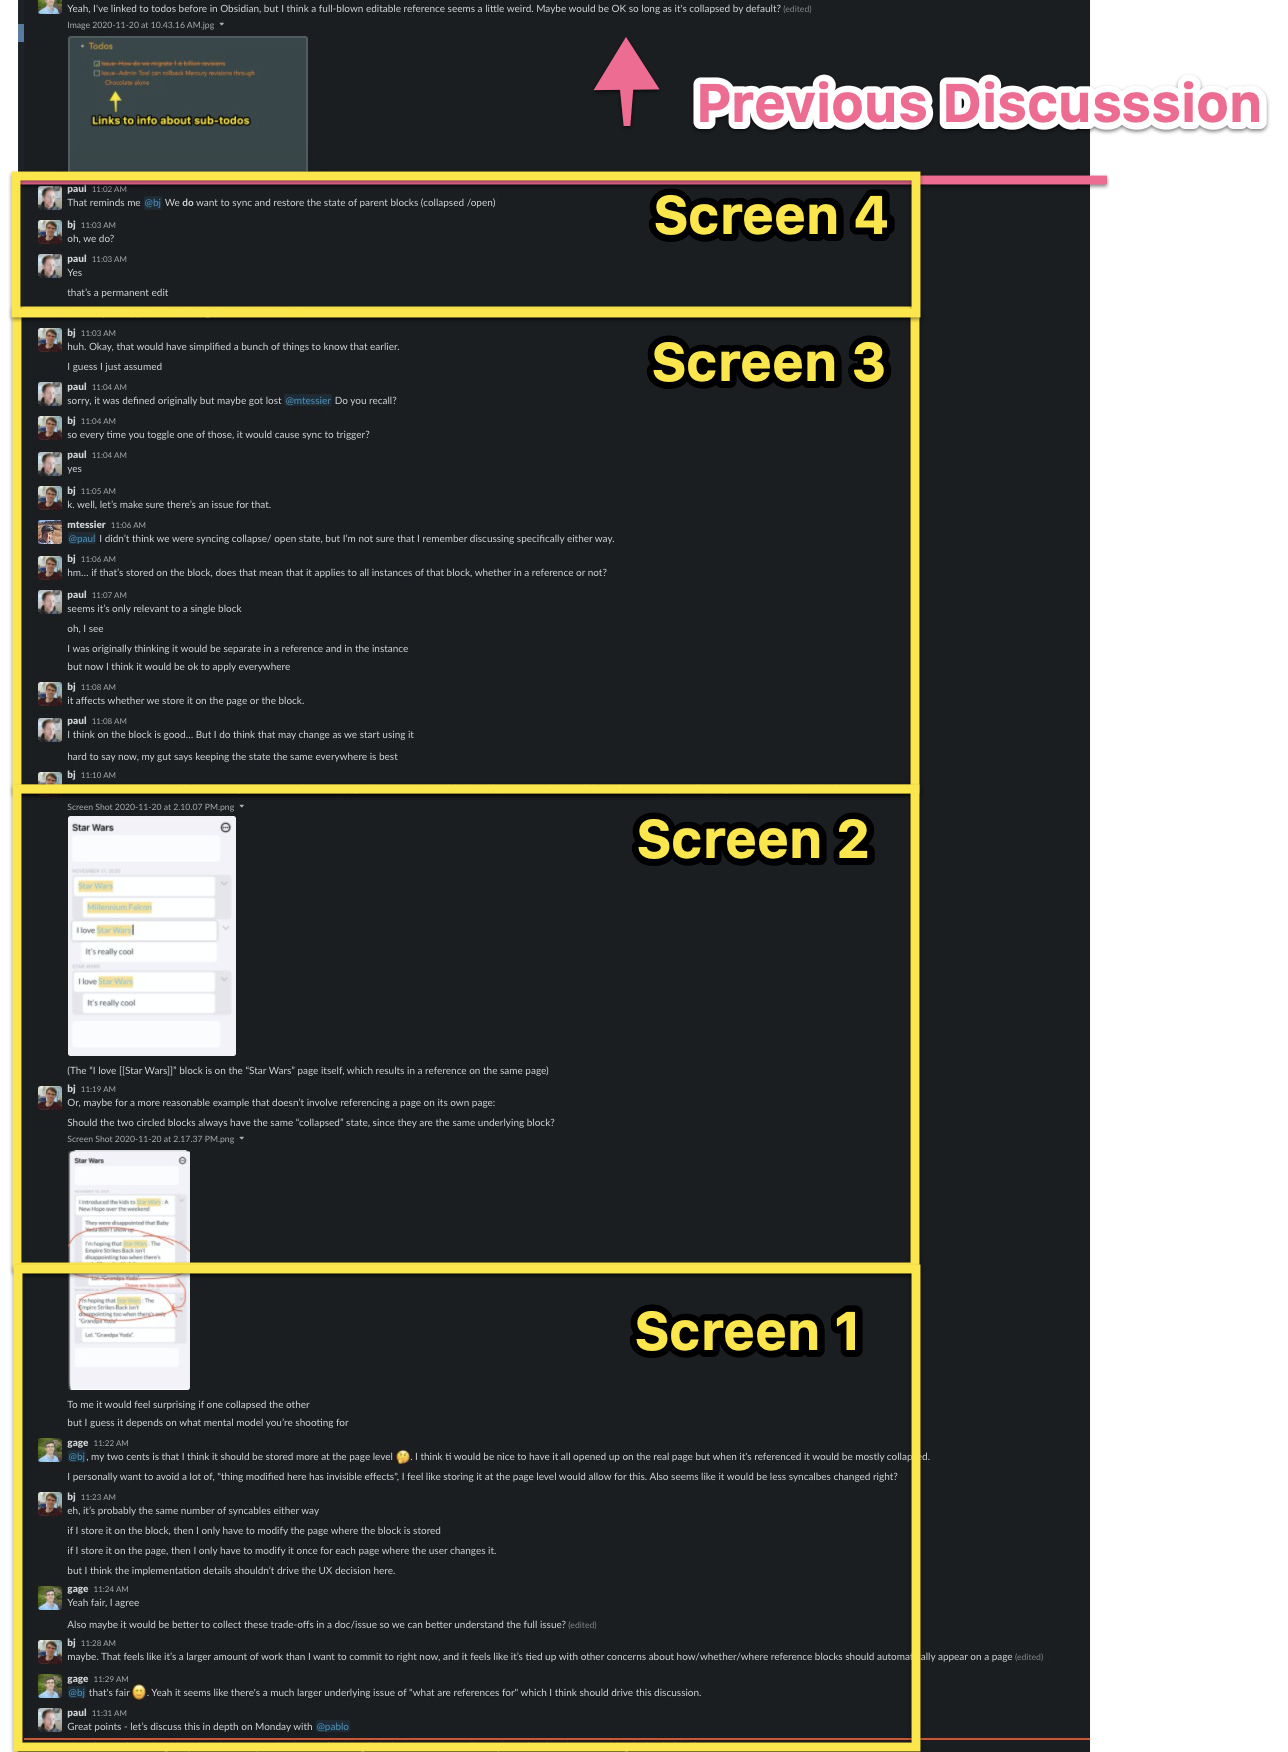 Yeah, I've linked to todos before in Obsidian, but I think a full-blown editable reference seems a little weird. Maybe would be OK so long as it's collapsed by default? (edited)
Image 2020-11-20 at 10.43.16 AM.jpg
Todos
Issue–How do we migrate 1.6 billion revisions
Issue–Admin Tool can rollback Mercury revisions through
Chocolate alone
Links to info about sub-todos
Previous Discusssion
paul 11:02 AM
That reminds me @bj We do want to sync and restore the state of parent blocks (collapsed /open)
Screen 4
bj 11:03 AM
oh, we do?
paul 11:03 AM
Yes
that's a permanent edit
bj 11:03 AM
huh. Okay, that would have simplified a bunch of things to know that earlier.
Screen 3
I guess I just assumed
paul 11:04 AM
sorry, it was defined originally but maybe got lost @mtessier Do you recall?
bj 11:04 AM
so every time you toggle one of those, it would cause sync to trigger?
paul 11:04 AM
yes
bj 11:05 AM
k. well, let's make sure there's an issue for that.
mtessier 11:06 AM
@paul I didn't think we were syncing collapse/ open state, but I'm not sure that I remember discussing specifically either way.
bj 11:06 AM
hm... if that's stored on the block, does that mean that it applies to all instances of that block, whether in a reference or not?
paul 11:07 AM
seems it's only relevant to a single block
oh, I see
I was originally thinking it would be separate in a reference and in the instance
but now I think it would be ok to apply everywhere
bj 11:08 AM
it affects whether we store it on the page or the block.
paul 11:08 AM
I think on the block is good... But I do think that may change as we start using it
hard to say now, my gut says keeping the state the same everywhere is best
bj 11:10 AM
Screen Shot 2020-11-20 at 2.10.07 PM.png
Screen 2
Star Wars
NOVEMBER 17, 2020
Star Wars
Millennium Falcon
I love Star Wars
It's really cool
STAR WARS
I love Star Wars
It's really cool
(The "I love [[Star Wars]]" block is on the "Star Wars" page itself, which results in a reference on the same page)
bj 11:19 AM
Or, maybe for a more reasonable example that doesn't involve referencing a page on its own page:
Should the two circled blocks always have the same "collapsed" state, since they are the same underlying block?
Screen Shot 2020-11-20 at 2.17.37 PM.png
Star Wars
I introduced the kids to Star Wars: A
New Hope over the weekend
They were disappointed that Baby
Yoda didn't show up
I'm hoping that Star Wars: The
Empire Strikes Back isn't
disappointing too when there's
Lol. "Grandpa Yoda".
These are the same block
I'm hoping that Star Wars: The
Empire Strikes Back isn't
disappointing too when there's only
"Grandpa Yoda"
Lol. "Grandpa Yoda".
Screen 1
To me it would feel surprising if one collapsed the other
but I guess it depends on what mental model you're shooting for
gage 11:22 AM
@bj, my two cents is that I think it should be stored more at the page level 🤔. I think ti would be nice to have it all opened up on the real page but when it's referenced it would be mostly collapsed.
I personally want to avoid a lot of, "thing modified here has invisible effects", I feel like storing it at the page level would allow for this. Also seems like it would be less syncalbes changed right?
bj 11:23 AM
eh, it's probably the same number of syncables either way
if I store it on the block, then I only have to modify the page where the block is stored
if I store it on the page, then I only have to modify it once for each page where the user changes it.
but I think the implementation details shouldn't drive the UX decision here.
gage 11:24 AM
Yeah fair, I agree
Also maybe it would be better to collect these trade-offs in a doc/issue so we can better understand the full issue? (edited)
bj 11:28 AM
maybe. That feels like it's a larger amount of work than I want to commit to right now, and it feels like it's tied up with other concerns about how/whether/where reference blocks should automatically appear on a page (edited)
gage 11:29 AM
@bj that's fair 🙂. Yeah it seems like there's a much larger underlying issue of "what are references for" which I think should drive this discussion.
paul 11:31 AM
Great points - let's discuss this in depth on Monday with @pablo